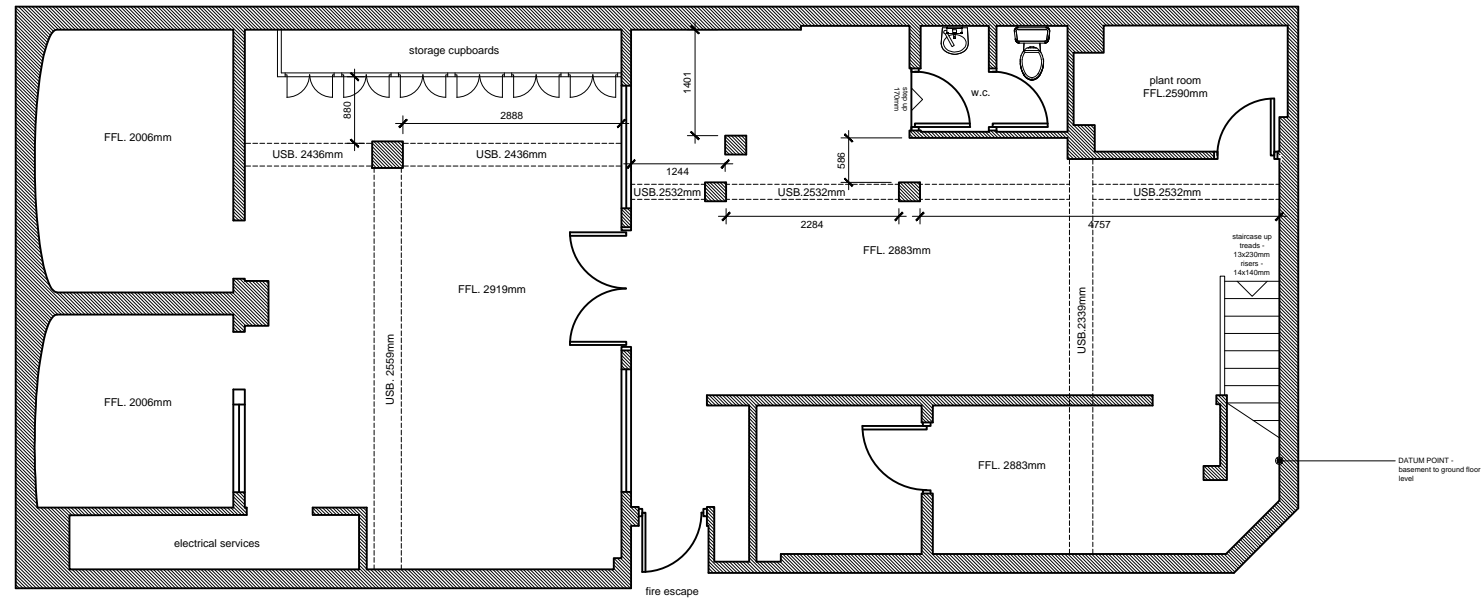 storage cupboards
plant room
FFL.2590mm
w.c.
step up
170mm
1401
880
2888
FFL. 2006mm
USB. 2436mm
USB. 2436mm
586
1244
USB.2532mm
USB.2532mm
USB.2532mm
2284
4757
staircase up
treads -
13x230mm
risers -
14x140mm
FFL. 2883mm
FFL. 2919mm
USB.2339mm
USB. 2559mm
FFL. 2006mm
FFL. 2883mm
DATUM POINT -
basement to ground floor
level
electrical services
fire escape